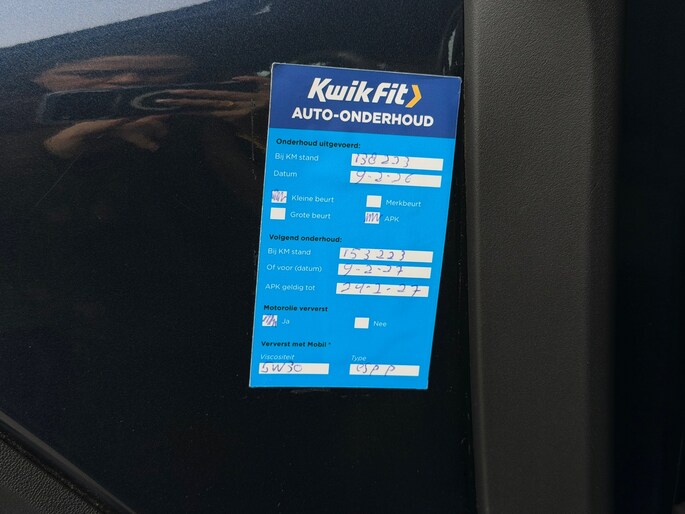 KwikFit
AUTO-ONDERHOUD
Onderhoud uitgevoerd:
Bij KM stand 138223
Datum 9-2-26
Kleine beurt Merkbeurt
Grote beurt APK
Volgend onderhoud:
Bij KM stand 153223
Of voor (datum) 9-2-27
APK geldig tot 24-2-27
Motorolie ververst
Ja Nee
Ververst met Mobil *
Viscositeit Type
5W30